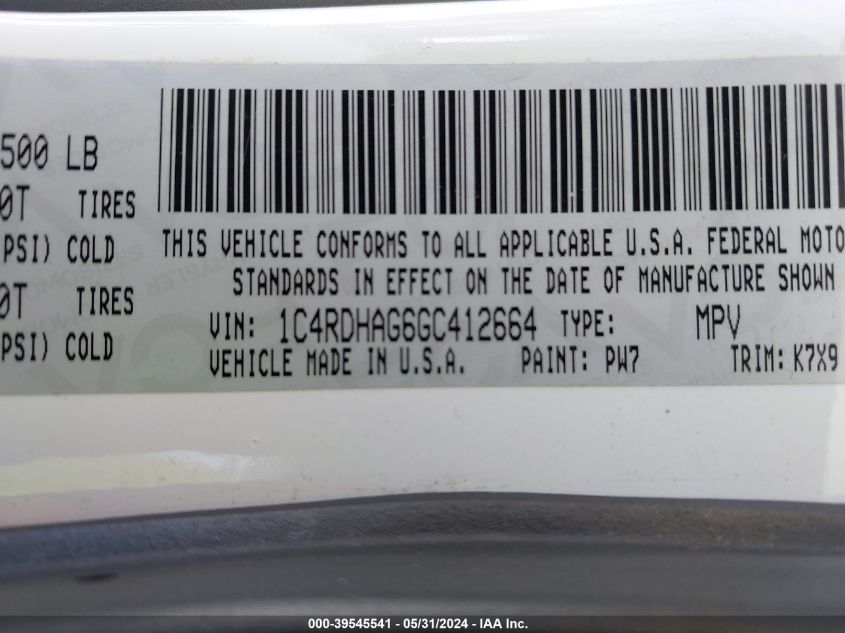 500 LB
0T TIRES
PSI) COLD
0T TIRES
PSI) COLD
THIS VEHICLE CONFORMS TO ALL APPLICABLE U.S.A. FEDERAL MOTO
STANDARDS IN EFFECT ON THE DATE OF MANUFACTURE SHOWN
VIN: 1C4RDHAG6GC412664 TYPE: MPV
VEHICLE MADE IN U.S.A. PAINT: PW7 TRIM: K7X9
000-39545541 - 05/31/2024 - IAA Inc.